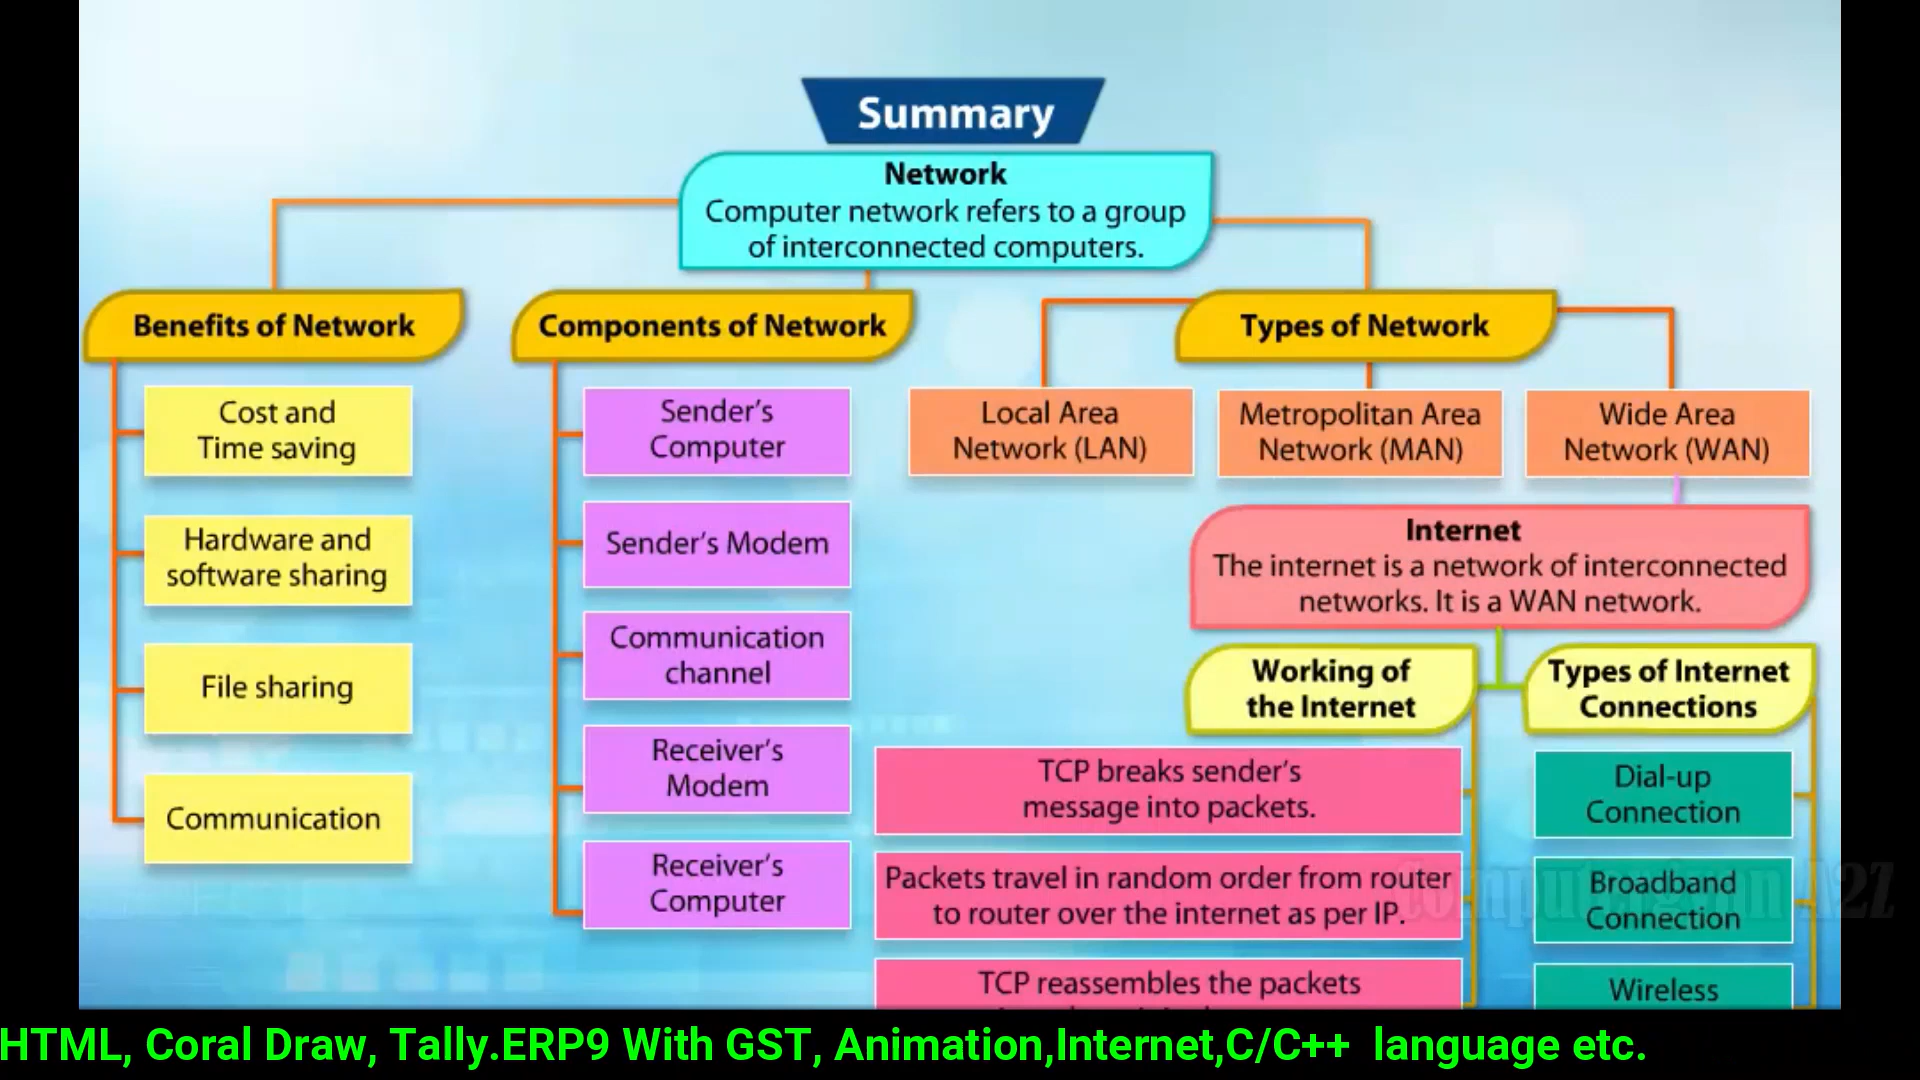 Summary
Network
Computer network refers to a group
of interconnected computers.
Benefits of Network
Cost and
Time saving
Hardware and
software sharing
File sharing
Communication
Components of Network
Sender's
Computer
Sender's Modem
Communication
channel
Receiver's
Modem
Receiver's
Computer
Types of Network
Local Area
Network (LAN)
Metropolitan Area
Network (MAN)
Wide Area
Network (WAN)
Internet
The internet is a network of interconnected
networks. It is a WAN network.
Working of
the Internet
TCP breaks sender's
message into packets.
Packets travel in random order from router
to router over the internet as per IP.
TCP reassembles the packets
Types of Internet
Connections
Dial-up
Connection
Broadband
Connection
Wireless
HTML, Coral Draw, Tally.ERP9 With GST, Animation,Internet,C/C++ language etc.